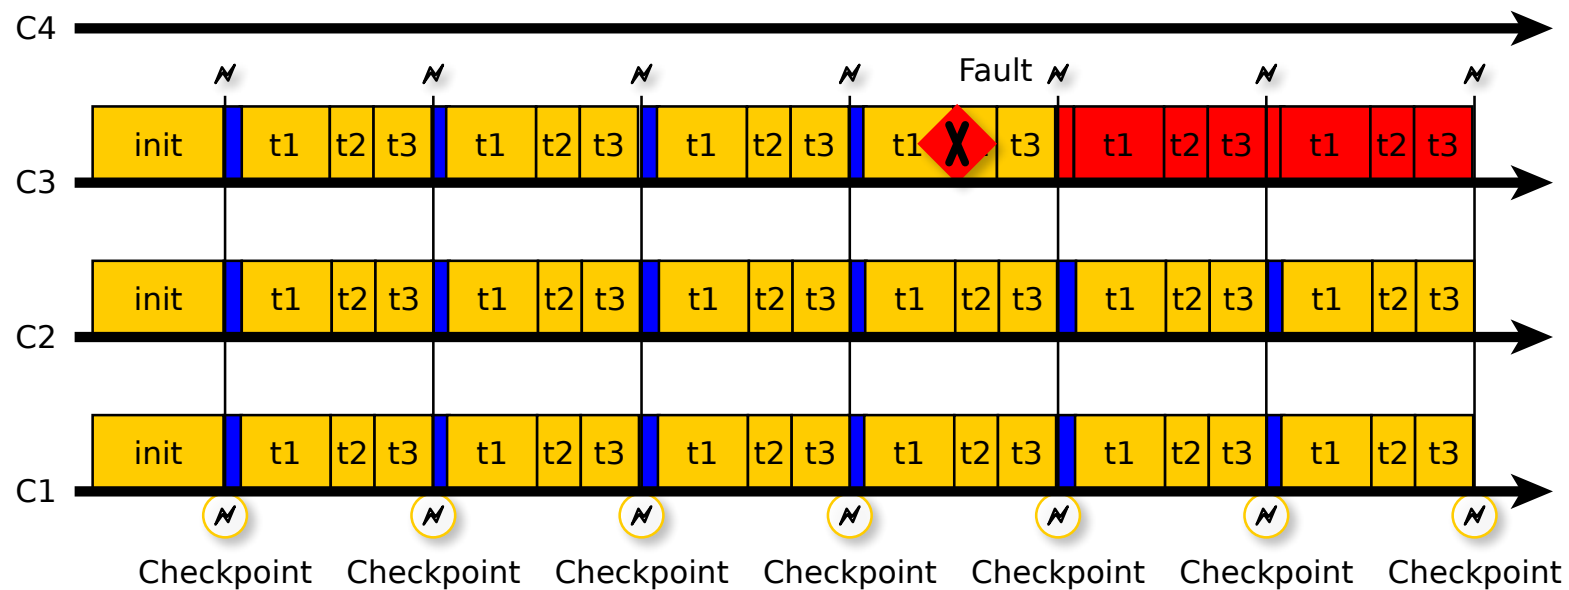 C4
Fault
init t1 t2 t3 t1 t2 t3 t1 t2 t3 t1 X t3 t1 t2 t3 t1 t2 t3
C3
init t1 t2 t3 t1 t2 t3 t1 t2 t3 t1 t2 t3 t1 t2 t3 t1 t2 t3
C2
init t1 t2 t3 t1 t2 t3 t1 t2 t3 t1 t2 t3 t1 t2 t3 t1 t2 t3
C1
Checkpoint Checkpoint Checkpoint Checkpoint Checkpoint Checkpoint Checkpoint